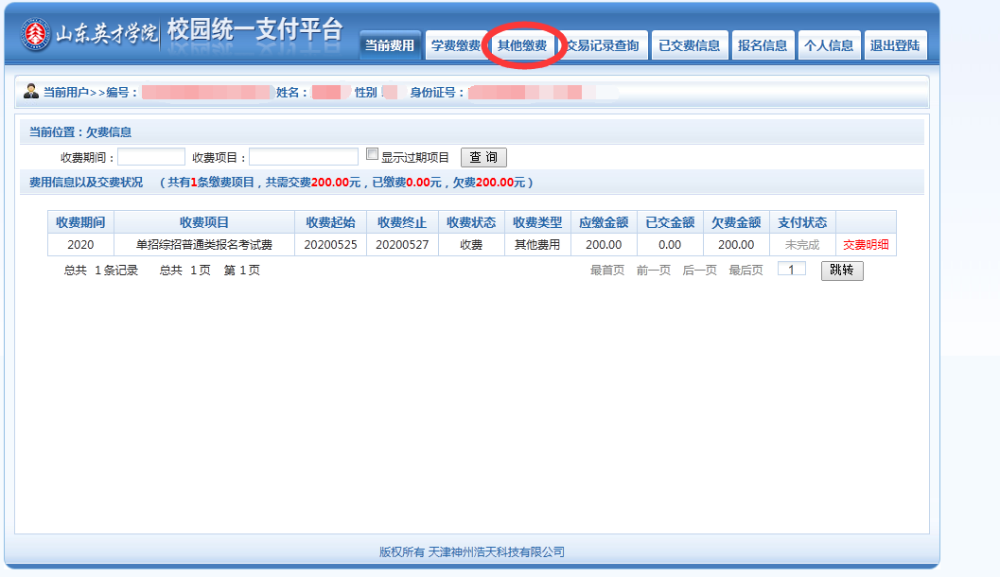 山东英才学院 校园统一支付平台
当前费用 学费缴费 其他缴费 交易记录查询 已交费信息 报名信息 个人信息 退出登陆
当前用户>>编号： 姓名： 性别： 身份证号：
当前位置：欠费信息
收费期间： 收费项目： 显示过期项目 查 询
费用信息以及交费状况 （共有1条缴费项目，共需交费200.00元，已缴费0.00元，欠费200.00元）
收费期间 收费项目 收费起始 收费终止 收费状态 收费类型 应缴金额 已交金额 欠费金额 支付状态
2020 单招综招普通类报名考试费 20200525 20200527 收费 其他费用 200.00 0.00 200.00 未完成 交费明细
总共 1条记录 总共 1页 第 1页 最首页 前一页 后一页 最后页 1 跳转
版权所有 天津神州浩天科技有限公司